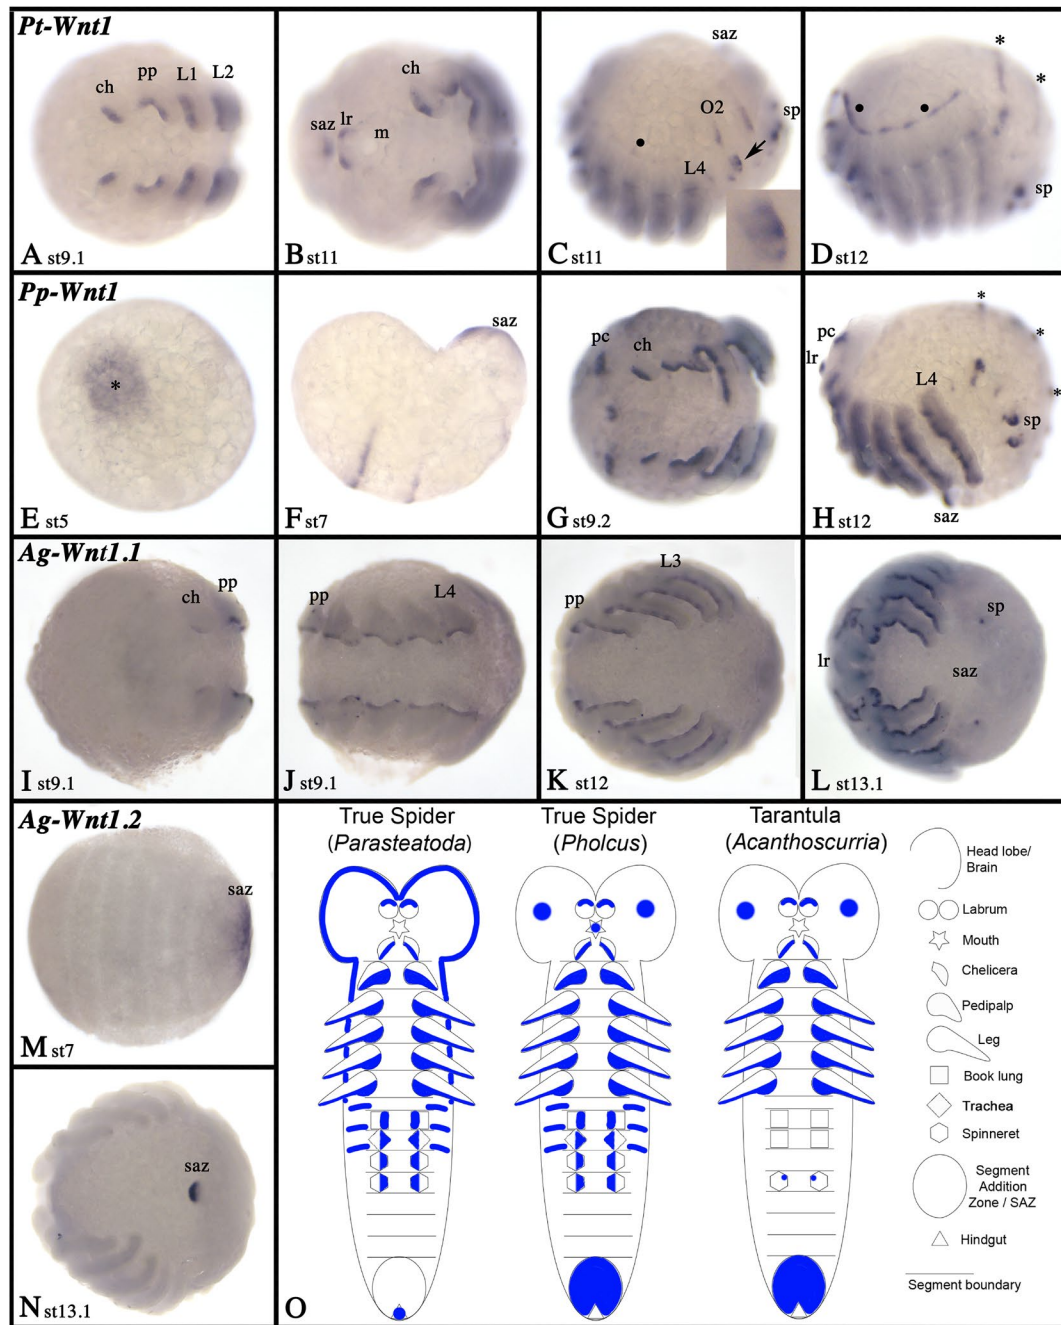 Pt-Wnt1
ch
pp
L1
L2
A st9.1
ch
saz
lr
m
B st11
saz
O2
sp
L4
C st11
*
*
sp
D st12
Pp-Wnt1
*
E st5
saz
F st7
pc
ch
G st9.2
*
pc
*
lr
L4
*
sp
saz
H st12
Ag-Wnt1.1
pp
ch
I st9.1
pp
L4
J st9.1
L3
pp
K st12
sp
lr
saz
L st13.1
Ag-Wnt1.2
saz
M st7
saz
N st13.1
True Spider
(Parasteatoda)
True Spider
(Pholcus)
Tarantula
(Acanthoscurria)
Head lobe/
Brain
Labrum
Mouth
Chelicera
Pedipalp
Leg
Book lung
Trachea
Spinneret
Segment
Addition
Zone / SAZ
Hindgut
Segment boundary
O